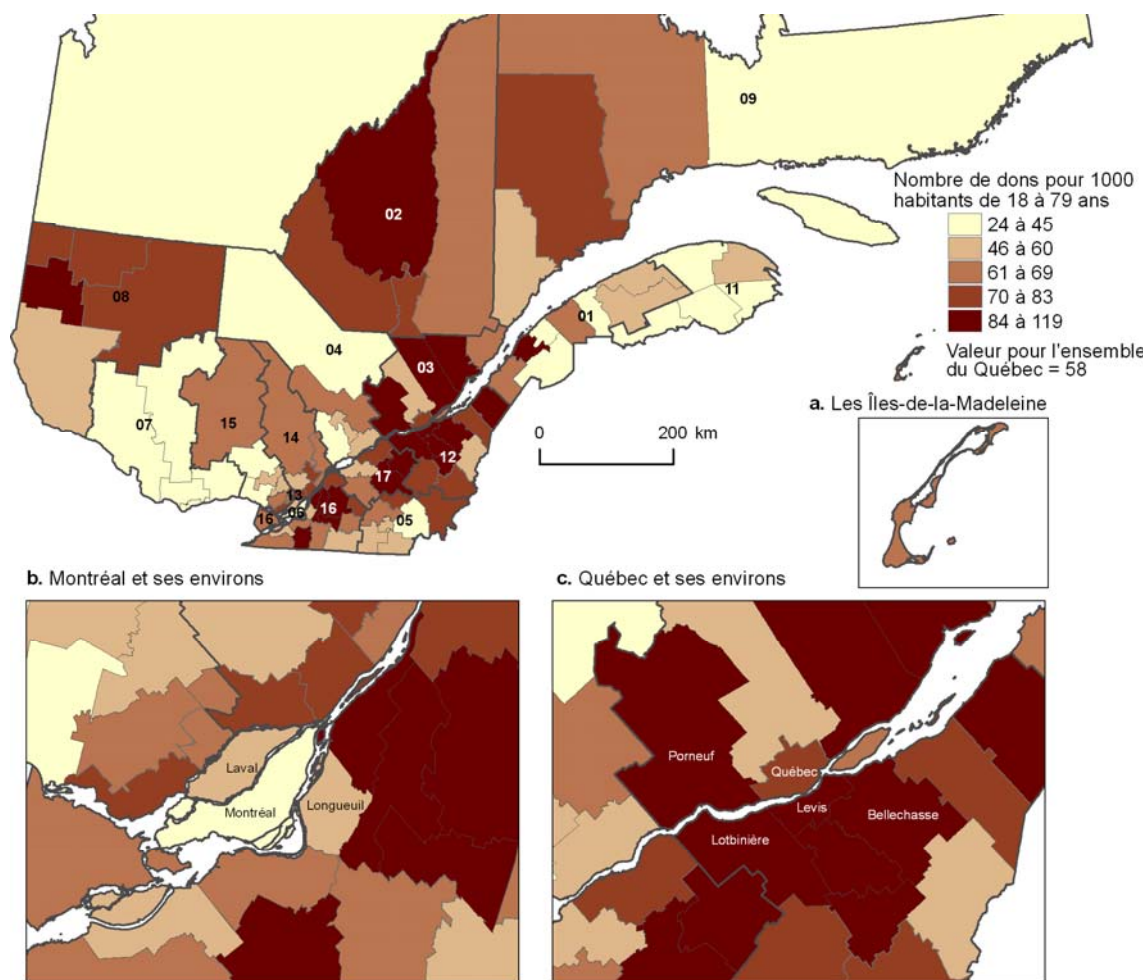 09
02
08
04
03
01
11
07
15
14
12
17
13
06
16
16
05
Nombre de dons pour 1000
habitants de 18 à 79 ans
24 à 45
46 à 60
61 à 69
70 à 83
84 à 119
Valeur pour l'ensemble
du Québec = 58
0 200 km
a. Les Îles-de-la-Madeleine
b. Montréal et ses environs
Laval
Montréal
Longueuil
c. Québec et ses environs
Porneuf
Québec
Levis
Bellechasse
Lotbinière